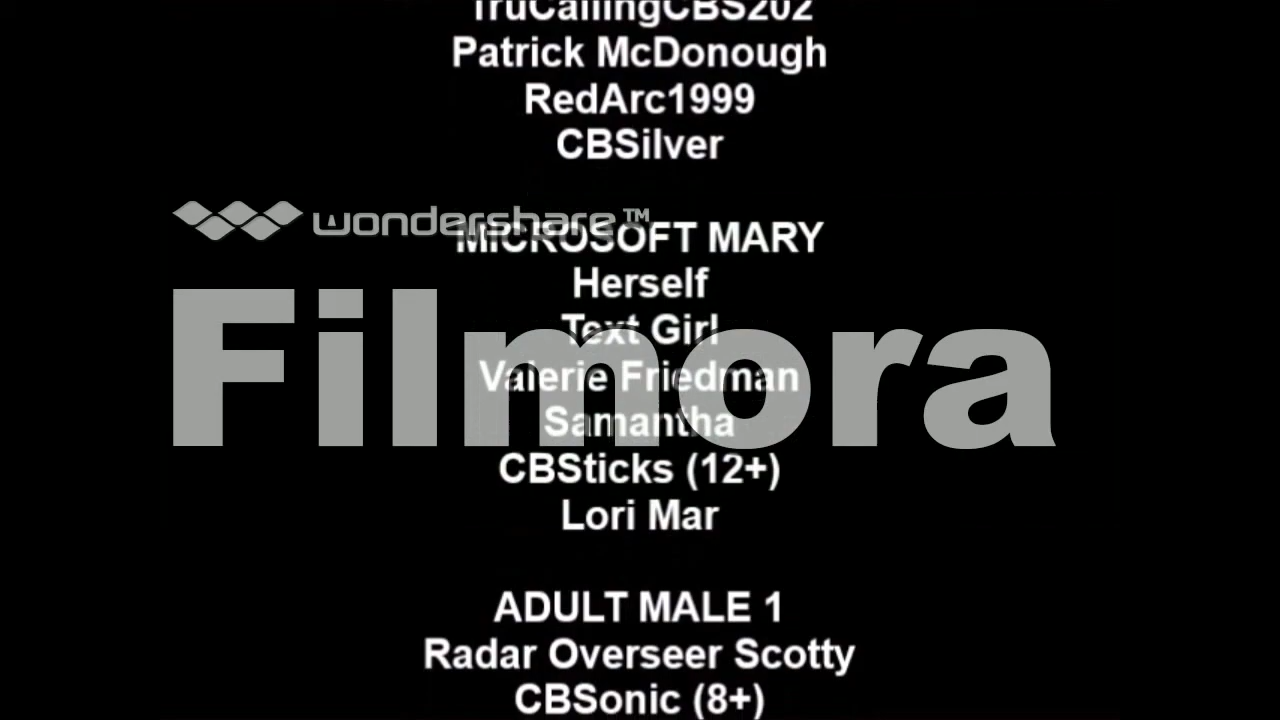 TruCallingCBS202
Patrick McDonough
RedArc1999
CBSilver
wondershare™
MICROSOFT MARY
Herself
Filmora
Text Girl
Valerie Friedman
Samantha
CBSticks (12+)
Lori Mar
ADULT MALE 1
Radar Overseer Scotty
CBSonic (8+)